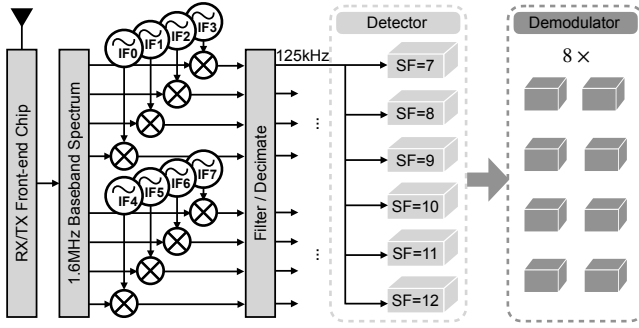 RX/TX Front-end Chip
1.6MHz Baseband Spectrum
IF0
IF1
IF2
IF3
IF4
IF5
IF6
IF7
Filter / Decimate
125kHz
...
...
Detector
SF=7
SF=8
SF=9
SF=10
SF=11
SF=12
Demodulator
8 ×